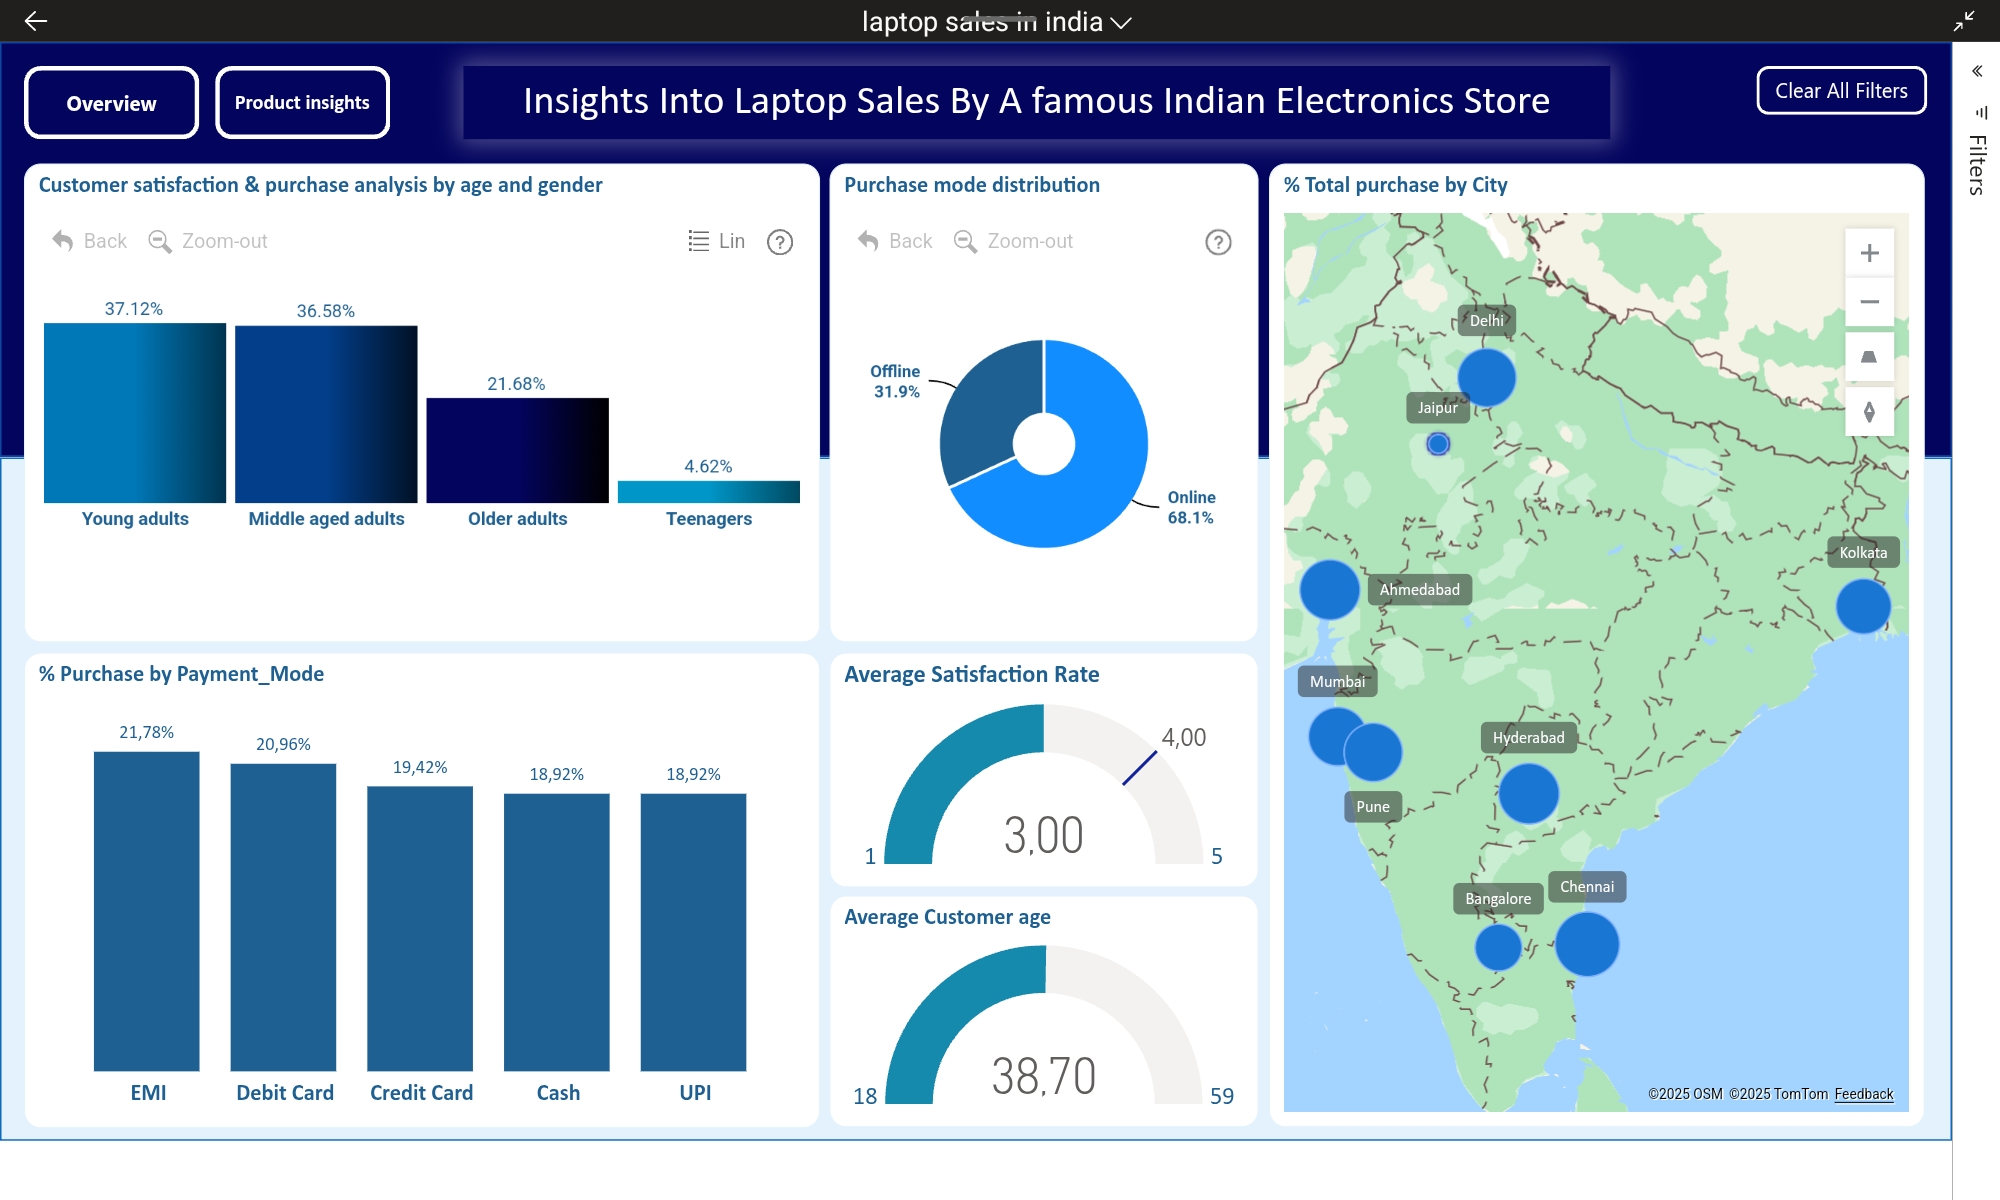 laptop sales in india
Overview
Product insights
Insights Into Laptop Sales By A famous Indian Electronics Store
Clear All Filters
Filters
Customer satisfaction & purchase analysis by age and gender
Back
Zoom-out
Lin
?
37.12%
36.58%
21.68%
4.62%
Young adults
Middle aged adults
Older adults
Teenagers
Purchase mode distribution
Back
Zoom-out
?
Offline
31.9%
Online
68.1%
% Total purchase by City
Delhi
Jaipur
Kolkata
Ahmedabad
Mumbai
Hyderabad
Pune
Chennai
Bangalore
©2025 OSM ©2025 TomTom Feedback
% Purchase by Payment_Mode
21,78%
20,96%
19,42%
18,92%
18,92%
EMI
Debit Card
Credit Card
Cash
UPI
Average Satisfaction Rate
4,00
3,00
1
5
Average Customer age
38,70
18
59